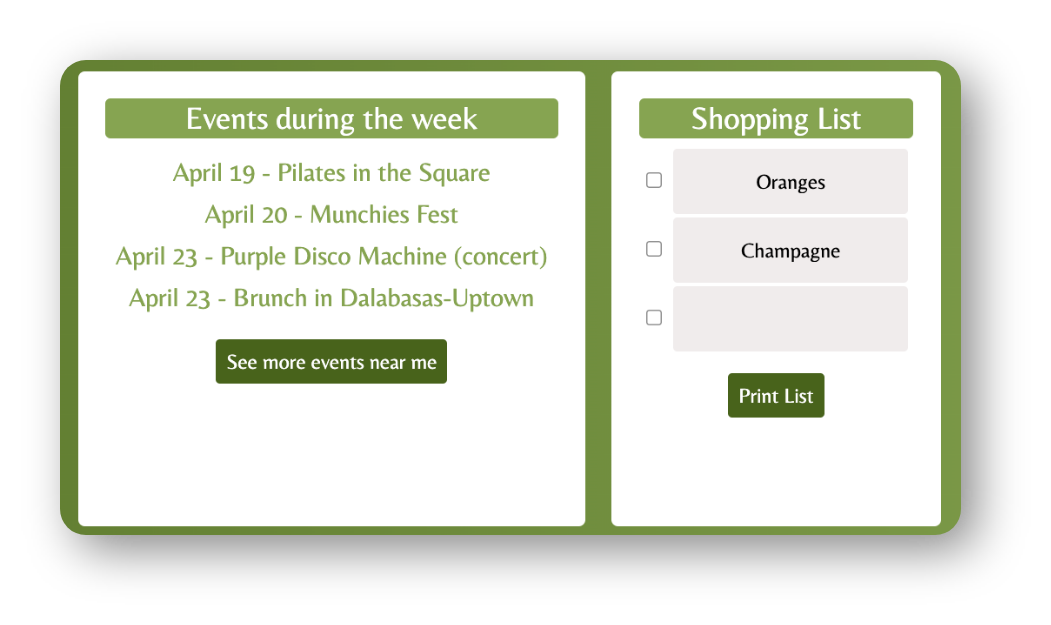 Events during the week
April 19 - Pilates in the Square
April 20 - Munchies Fest
April 23 - Purple Disco Machine (concert)
April 23 - Brunch in Dalabasas-Uptown
See more events near me
Shopping List
Oranges
Champagne
Print List